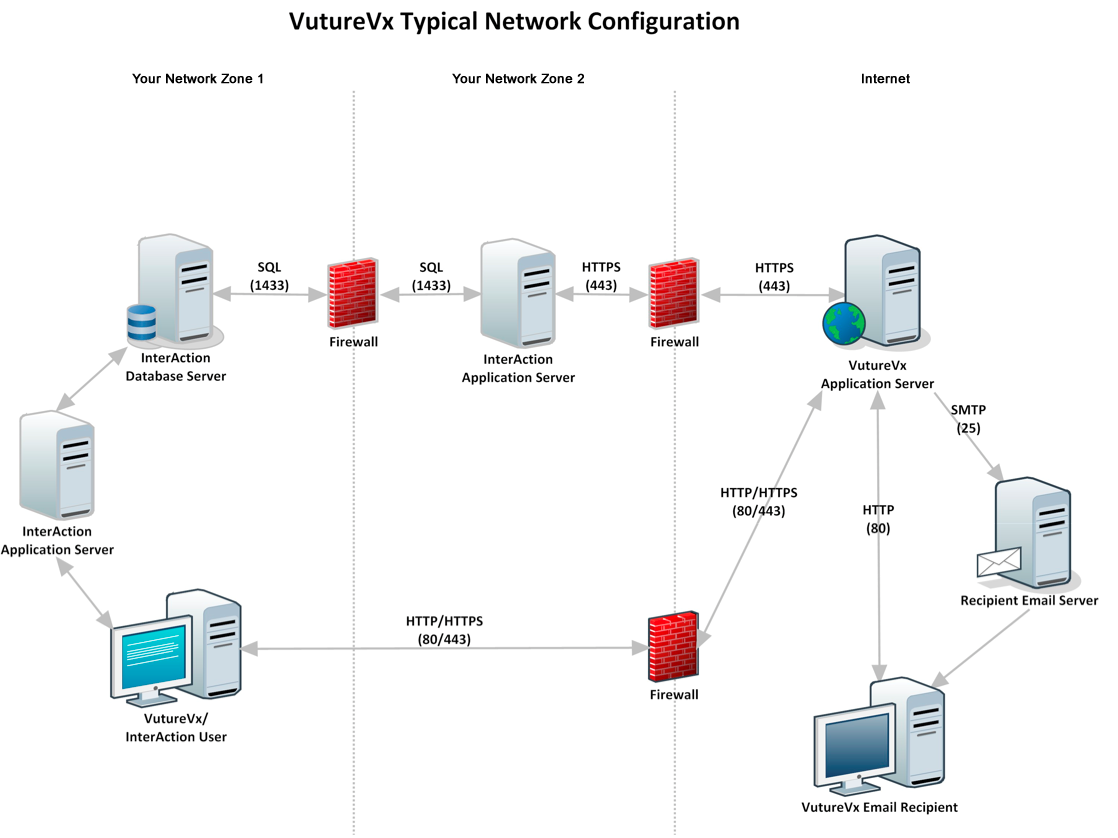 VutureVx Typical Network Configuration
Your Network Zone 1
Your Network Zone 2
Internet
SQL
(1433)
SQL
(1433)
HTTPS
(443)
HTTPS
(443)
Firewall
Firewall
InterAction
Database Server
InterAction
Application Server
VutureVx
Application Server
SMTP
(25)
HTTP/HTTPS
(80/443)
HTTP
(80)
InterAction
Application Server
Recipient Email Server
HTTP/HTTPS
(80/443)
Firewall
VutureVx/
InterAction User
VutureVx Email Recipient